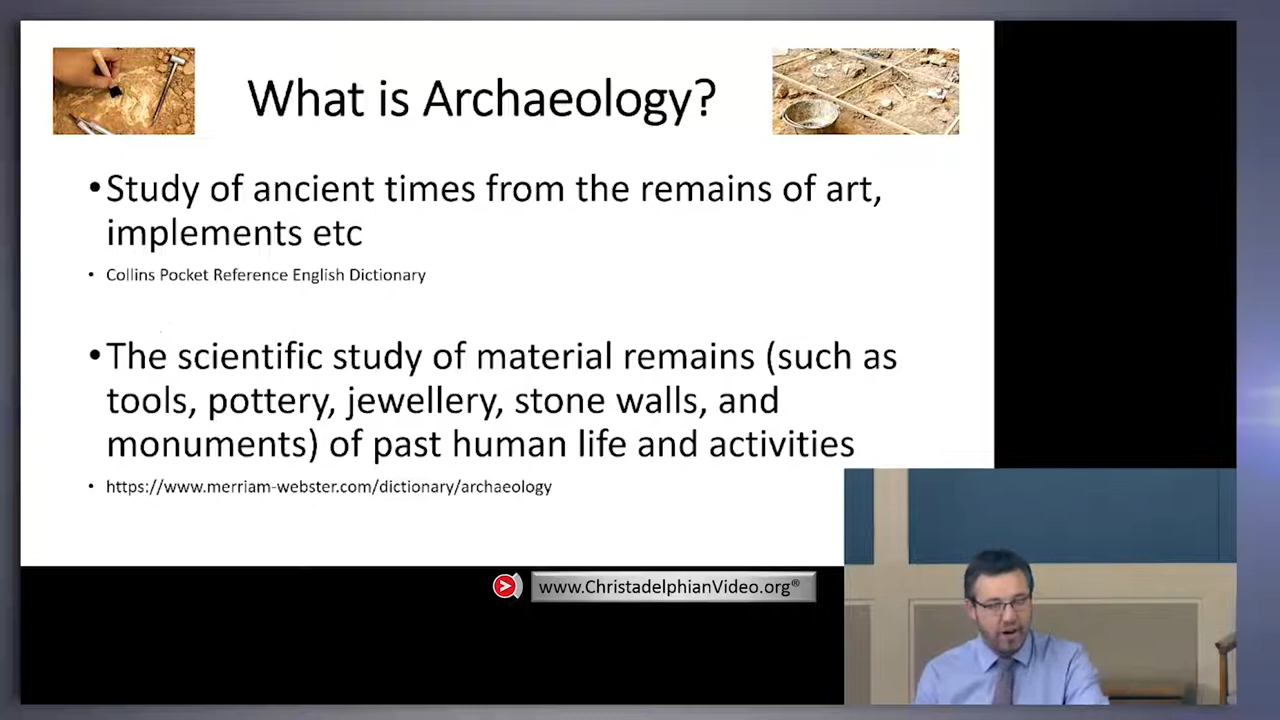 What is Archaeology?
•Study of ancient times from the remains of art,
implements etc
• Collins Pocket Reference English Dictionary
•The scientific study of material remains (such as
tools, pottery, jewellery, stone walls, and
monuments) of past human life and activities
• https://www.merriam-webster.com/dictionary/archaeology
www.ChristadelphianVideo.org®